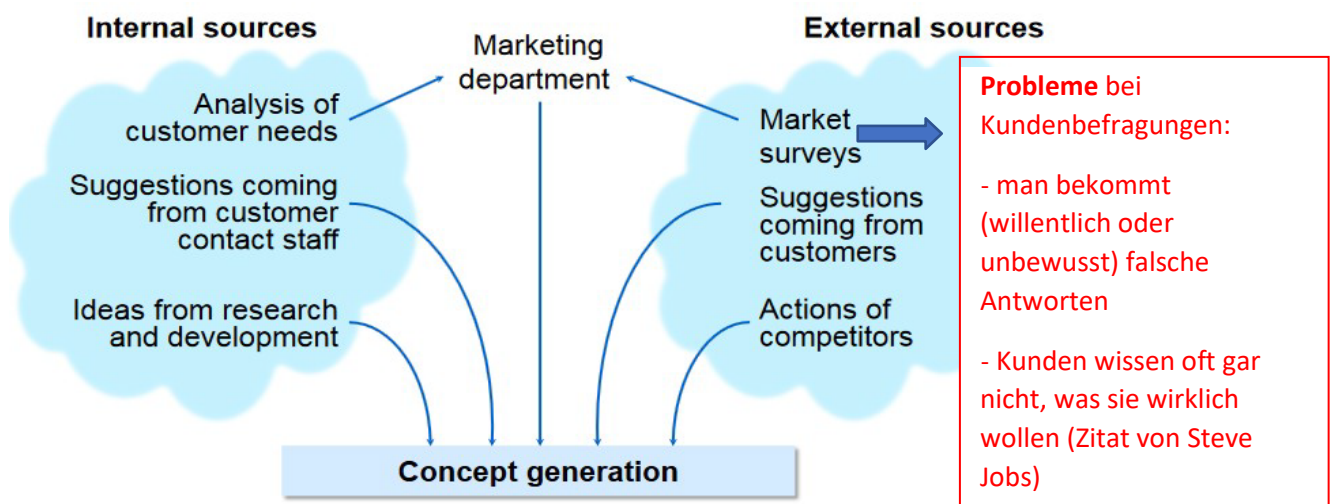 Internal sources
Analysis of
customer needs
Suggestions coming
from customer
contact staff
Ideas from research
and development
Marketing
department
External sources
Market
surveys
Suggestions
coming from
customers
Actions of
competitors
Probleme bei
Kundenbefragungen:
- man bekommt
(willentlich oder
unbewusst) falsche
Antworten
- Kunden wissen oft gar
nicht, was sie wirklich
wollen (Zitat von Steve
Jobs)
Concept generation